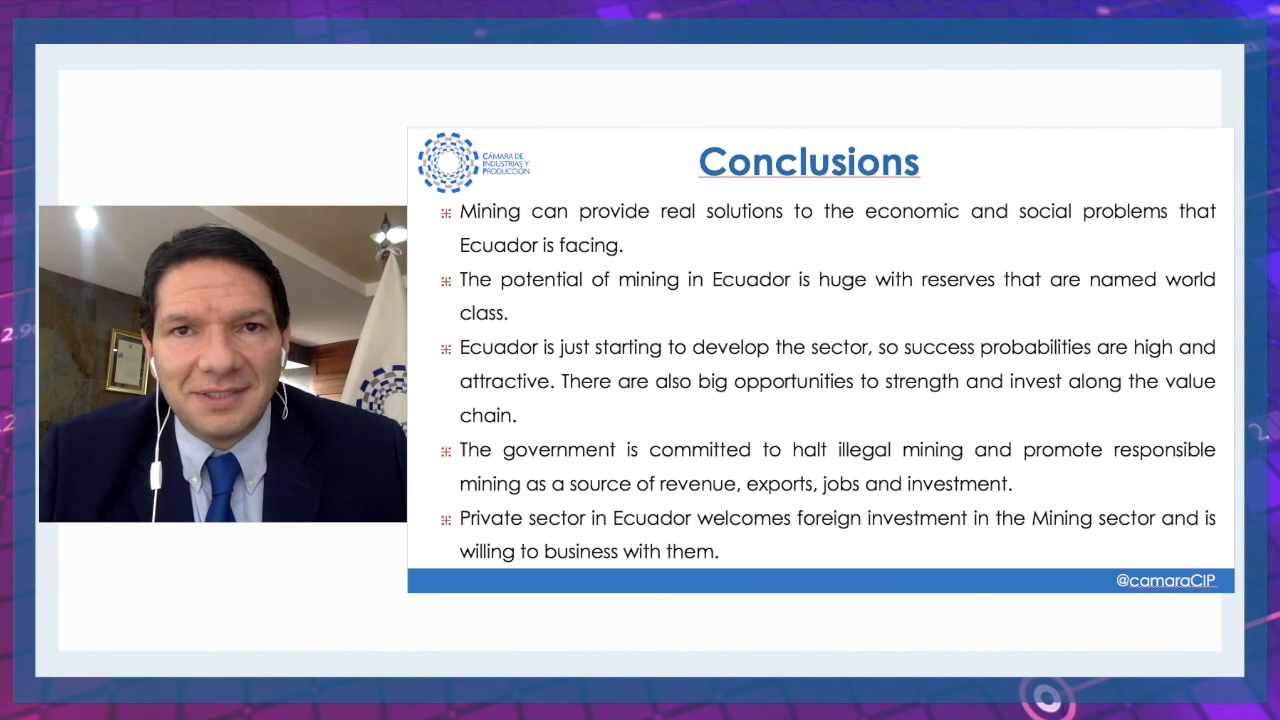 CÁMARA DE
INDUSTRIAS Y
PRODUCCIÓN
Conclusions
Mining can provide real solutions to the economic and social problems that
Ecuador is facing.
The potential of mining in Ecuador is huge with reserves that are named world
class.
Ecuador is just starting to develop the sector, so success probabilities are high and
attractive. There are also big opportunities to strength and invest along the value
chain.
The government is committed to halt illegal mining and promote responsible
mining as a source of revenue, exports, jobs and investment.
Private sector in Ecuador welcomes foreign investment in the Mining sector and is
willing to business with them.
@camaraCIP